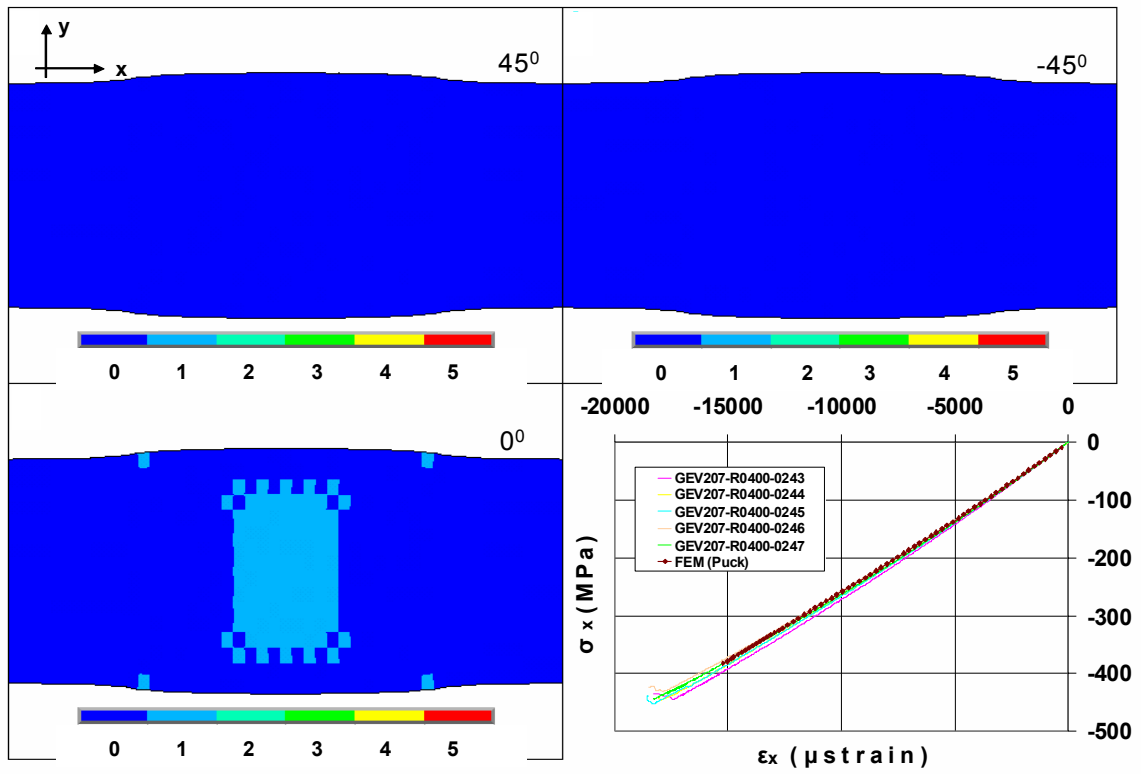 y
x
45⁰
-45⁰
0 1 2 3 4 5
0 1 2 3 4 5
0⁰
0 1 2 3 4 5
-20000 -15000 -10000 -5000 0
0
-100
-200
-300
-400
-500
GEV207-R0400-0243
GEV207-R0400-0244
GEV207-R0400-0245
GEV207-R0400-0246
GEV207-R0400-0247
FEM (Puck)
σ x (MPa)
εx (µstrain)